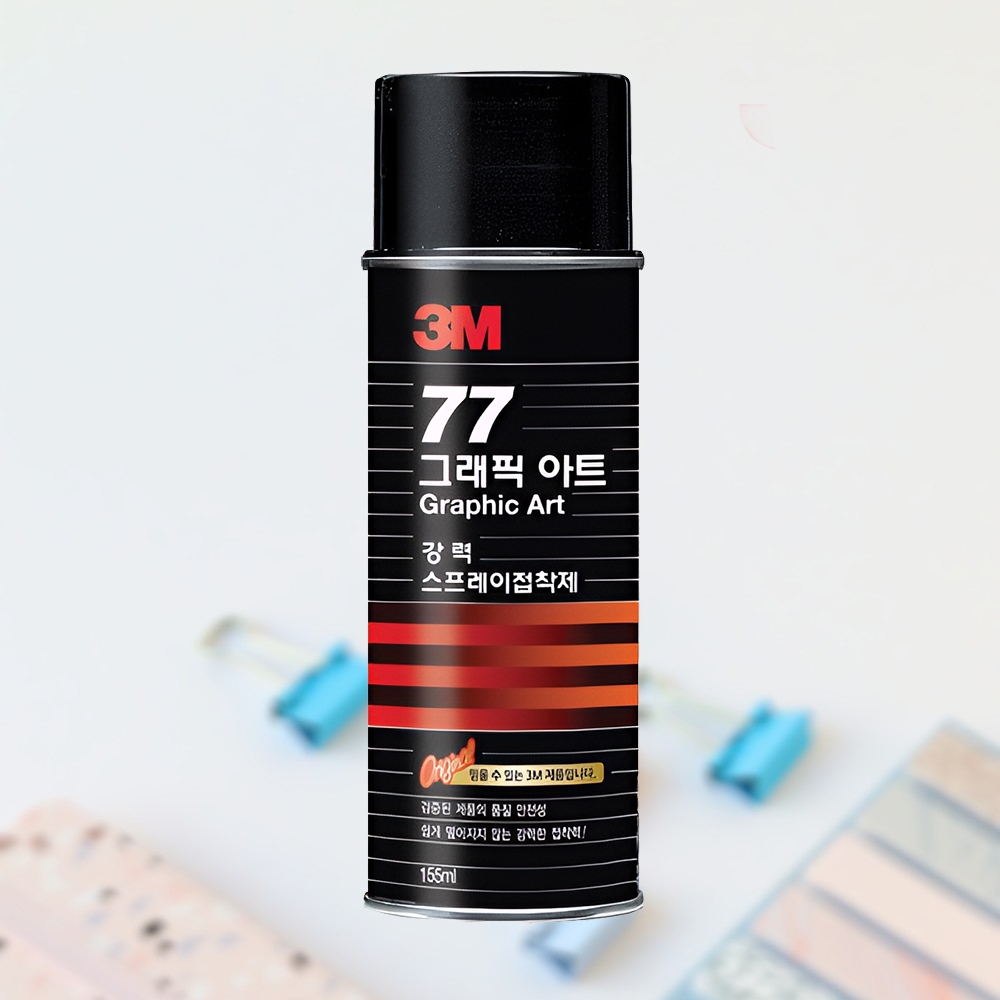 3M
77
그래픽 아트
Graphic Art
강력
스프레이접착제
Original
믿을 수 있는 3M 제품입니다.
검증된 제품의 품질 안전성
쉽게 떨어지지 않는 강력한 접착력!
155ml